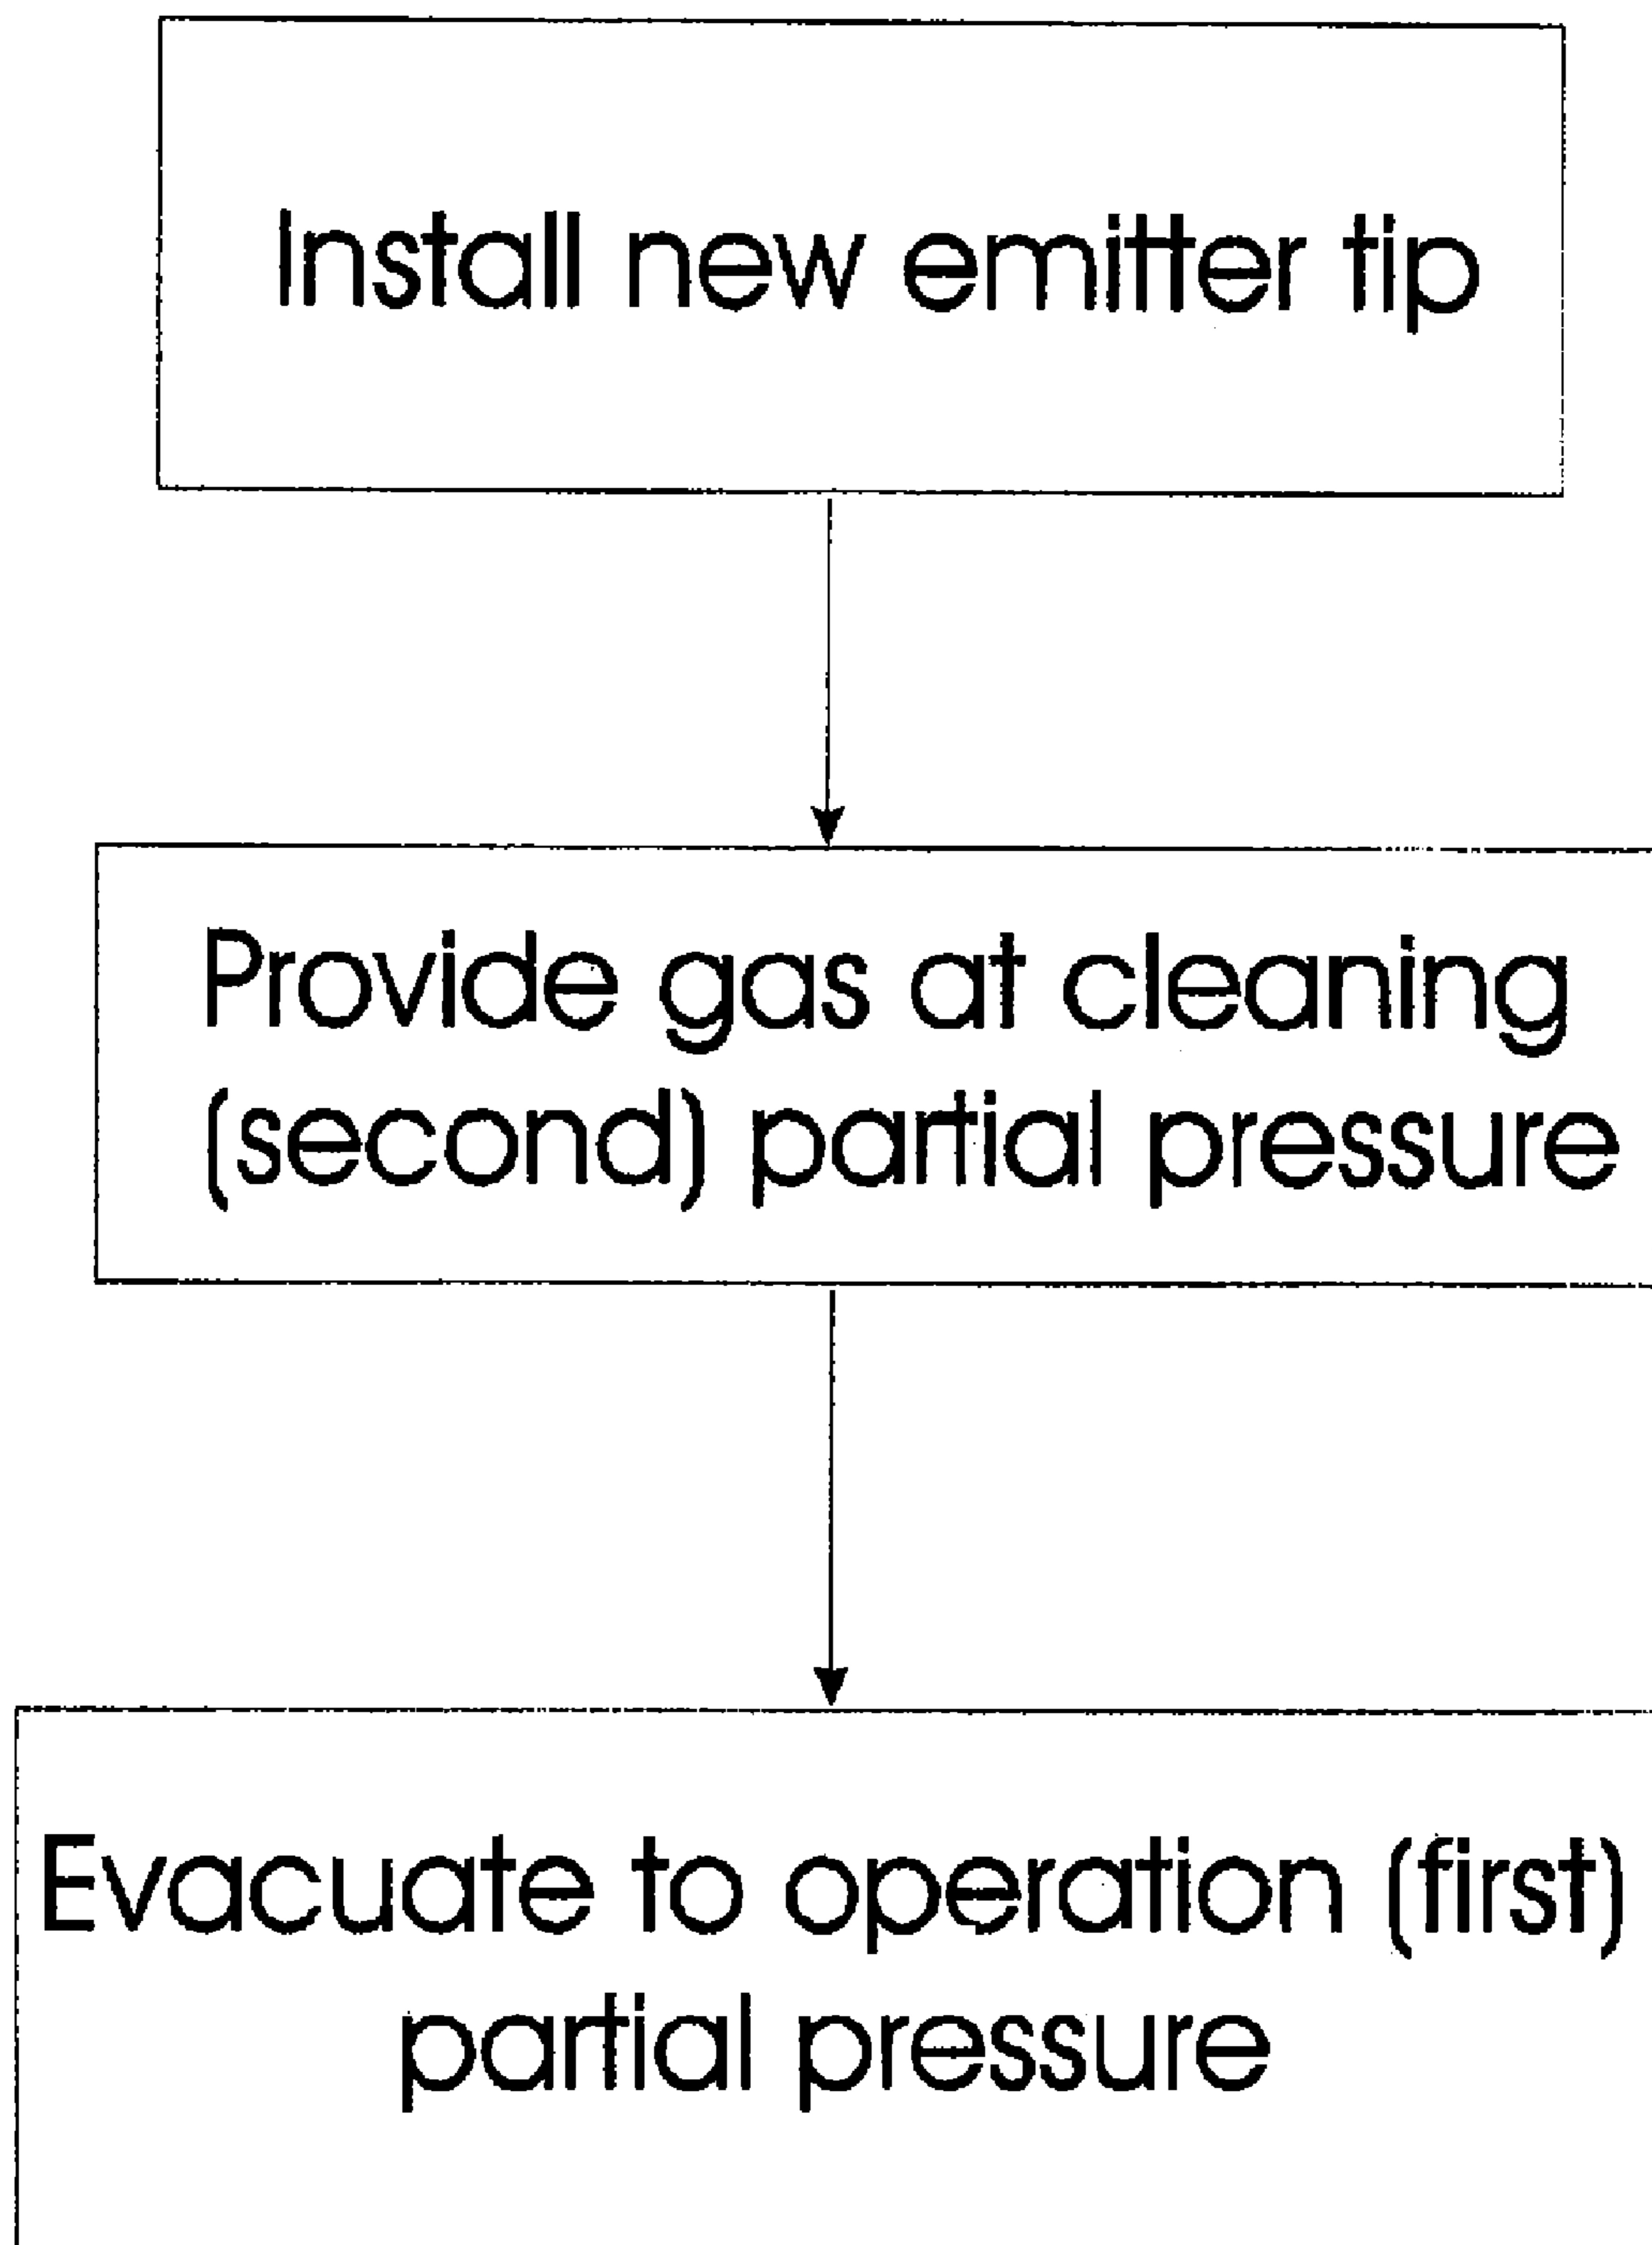 Install new emitter tip
Provide gas at cleaning
(second) partial pressure
Evacuate to operation (first)
partial pressure